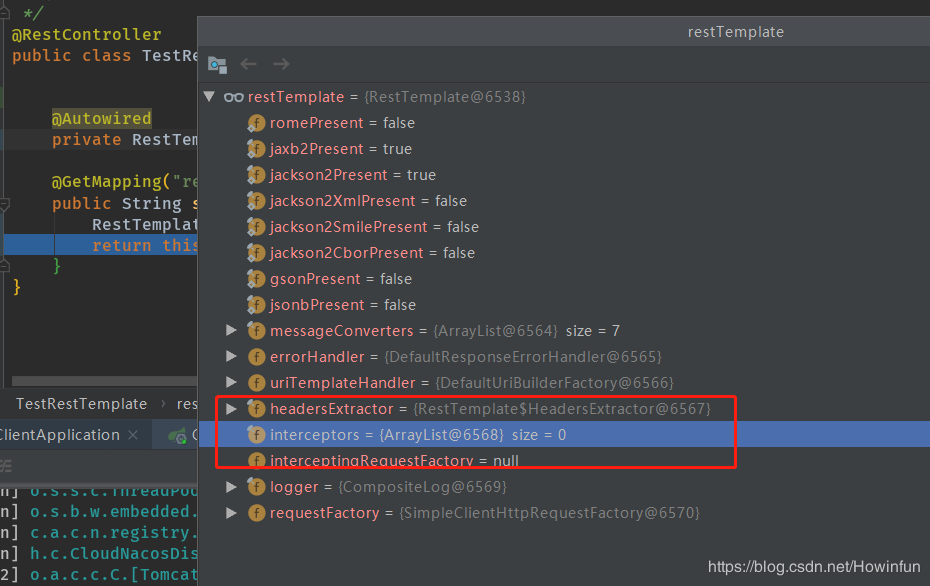 */
@RestController
public class TestRe
@Autowired
private RestTem
@GetMapping("re
public String s
RestTemplat
return this
}
}
restTemplate
restTemplate = {RestTemplate@6538}
romePresent = false
jaxb2Present = true
jackson2Present = true
jackson2XmlPresent = false
jackson2SmilePresent = false
jackson2CborPresent = false
gsonPresent = false
jsonbPresent = false
messageConverters = {ArrayList@6564} size = 7
errorHandler = {DefaultResponseErrorHandler@6565}
uriTemplateHandler = {DefaultUriBuilderFactory@6566}
headersExtractor = {RestTemplate$HeadersExtractor@6567}
interceptors = {ArrayList@6568} size = 0
interceptingRequestFactory = null
logger = {CompositeLog@6569}
requestFactory = {SimpleClientHttpRequestFactory@6570}
TestRestTemplate › res
ClientApplication ×
n] o.s.s.c.ThreadPoo
n] o.s.b.w.embedded.
n] c.a.c.n.registry.
n] h.c.CloudNacosDis
2] o.a.c.c.C.[Tomcat
https://blog.csdn.net/Howinfun